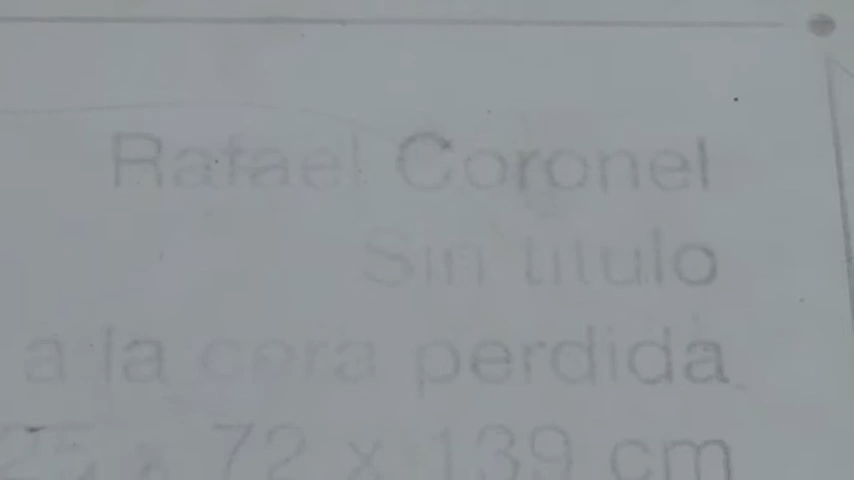 Rafael Coronel
Sin título
a la cera perdida
72 x 139 cm